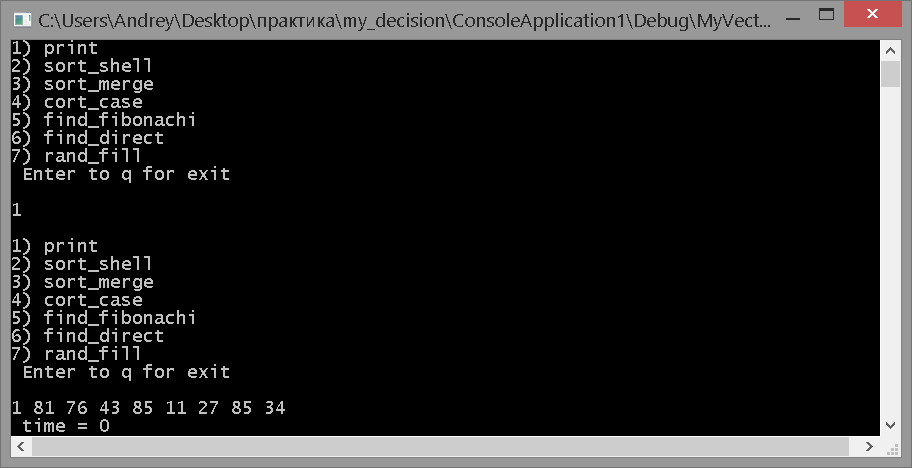 C:\Users\Andrey\Desktop\практика\my_decision\ConsoleApplication1\Debug\MyVect...
1) print
2) sort_shell
3) sort_merge
4) cort_case
5) find_fibonachi
6) find_direct
7) rand_fill
Enter to q for exit
1
1) print
2) sort_shell
3) sort_merge
4) cort_case
5) find_fibonachi
6) find_direct
7) rand_fill
Enter to q for exit
1 81 76 43 85 11 27 85 34
time = 0